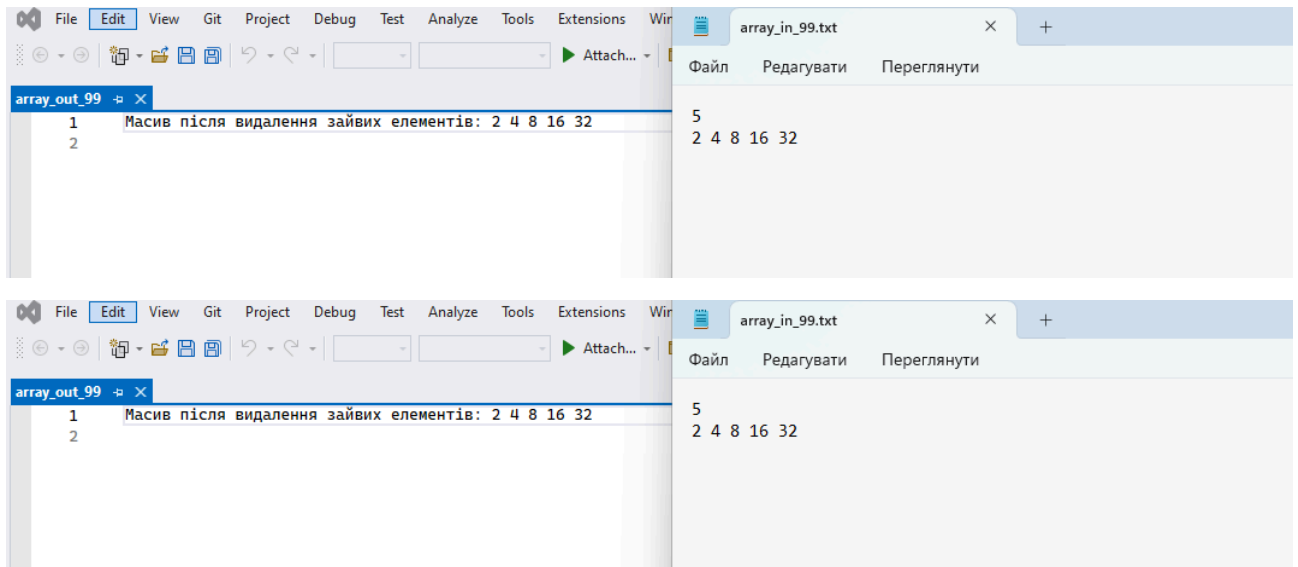 File Edit View Git Project Debug Test Analyze Tools Extensions Wir
Attach...
array_out_99
1 Масив після видалення зайвих елементів: 2 4 8 16 32
2
array_in_99.txt
Файл Редагувати Переглянути
5
2 4 8 16 32
File Edit View Git Project Debug Test Analyze Tools Extensions Wir
Attach...
array_out_99
1 Масив після видалення зайвих елементів: 2 4 8 16 32
2
array_in_99.txt
Файл Редагувати Переглянути
5
2 4 8 16 32